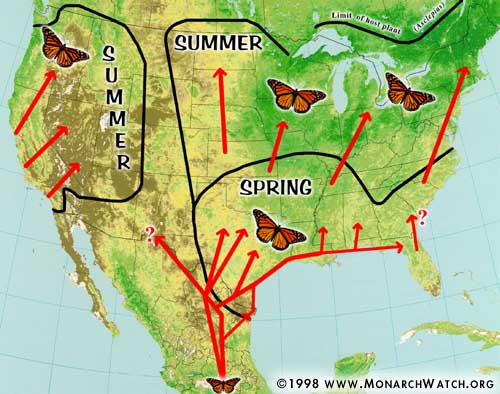 Limit of host plant (Asclepias)
SUMMER
SUMMER
SPRING
?
?
©1998 www.MonarchWatch.org